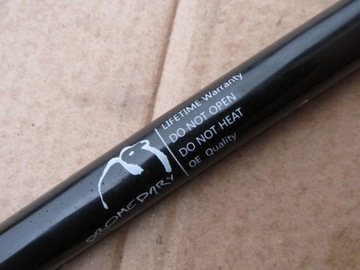 DROMEDARY
LIFETIME Warranty
DO NOT OPEN
DO NOT HEAT
OE Quality